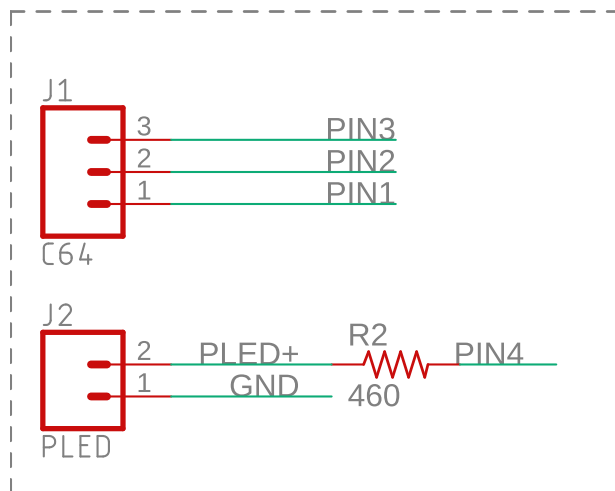 J1
3 PIN3
2 PIN2
1 PIN1
C64
J2
R2
2 PLED+ PIN4
1 GND
460
PLED